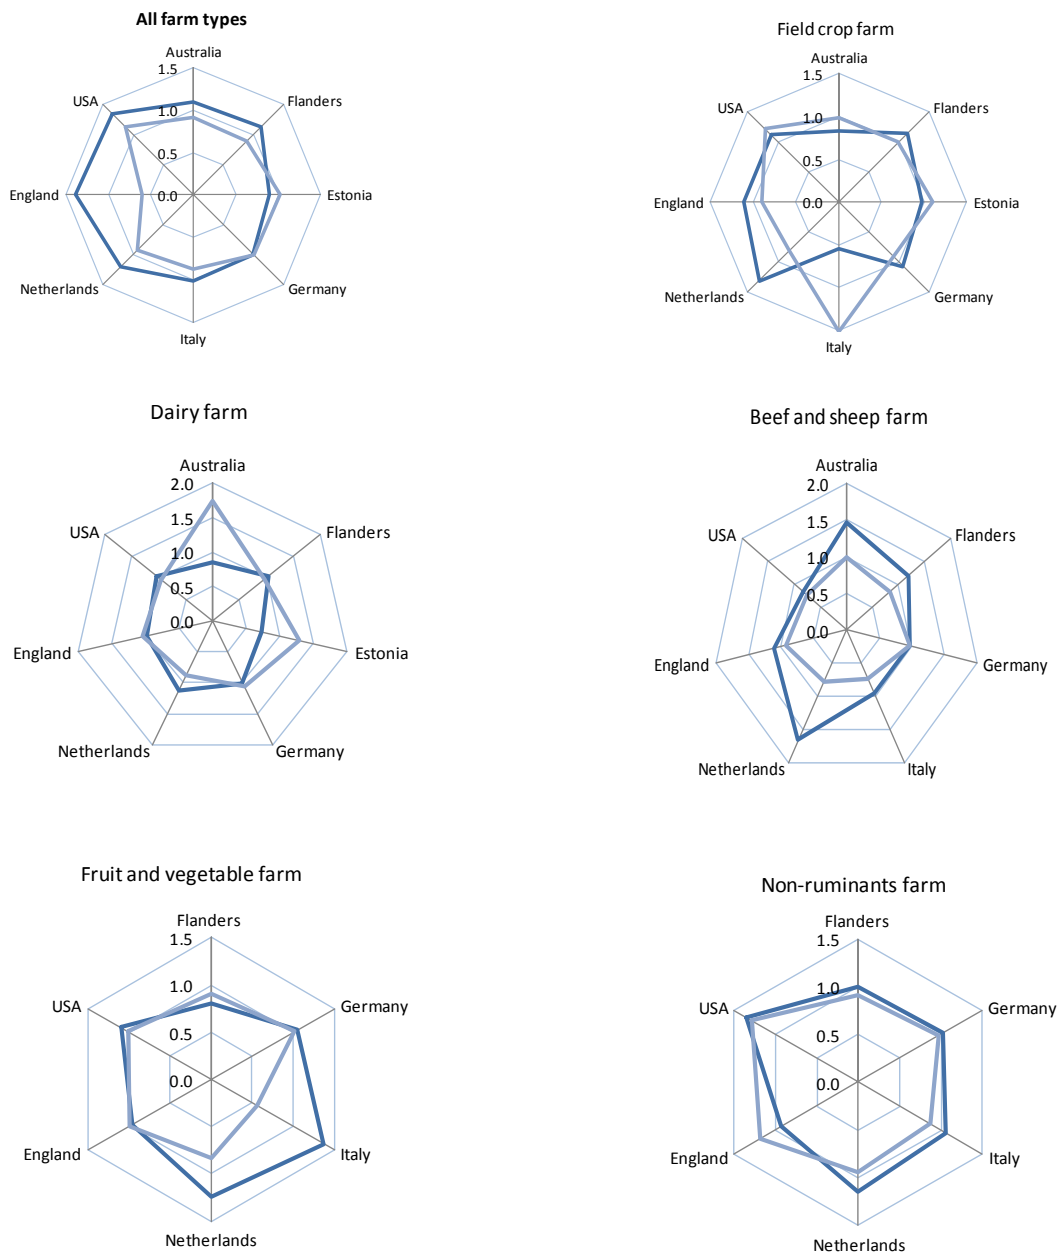 All farm types
Australia
1.5
Flanders
USA
1.0
0.5
England
0.0
Estonia
Netherlands
Germany
Italy
Field crop farm
Australia
1.5
USA
Flanders
1.0
0.5
England
0.0
Estonia
Netherlands
Germany
Italy
Dairy farm
Australia
2.0
USA
Flanders
1.5
1.0
0.5
0.0
England
Estonia
Netherlands
Germany
Beef and sheep farm
Australia
2.0
USA
Flanders
1.5
1.0
0.5
0.0
England
Germany
Netherlands
Italy
Fruit and vegetable farm
Flanders
1.5
USA
Germany
1.0
0.5
0.0
England
Italy
Netherlands
Non-ruminants farm
Flanders
1.5
USA
Germany
1.0
0.5
0.0
England
Italy
Netherlands